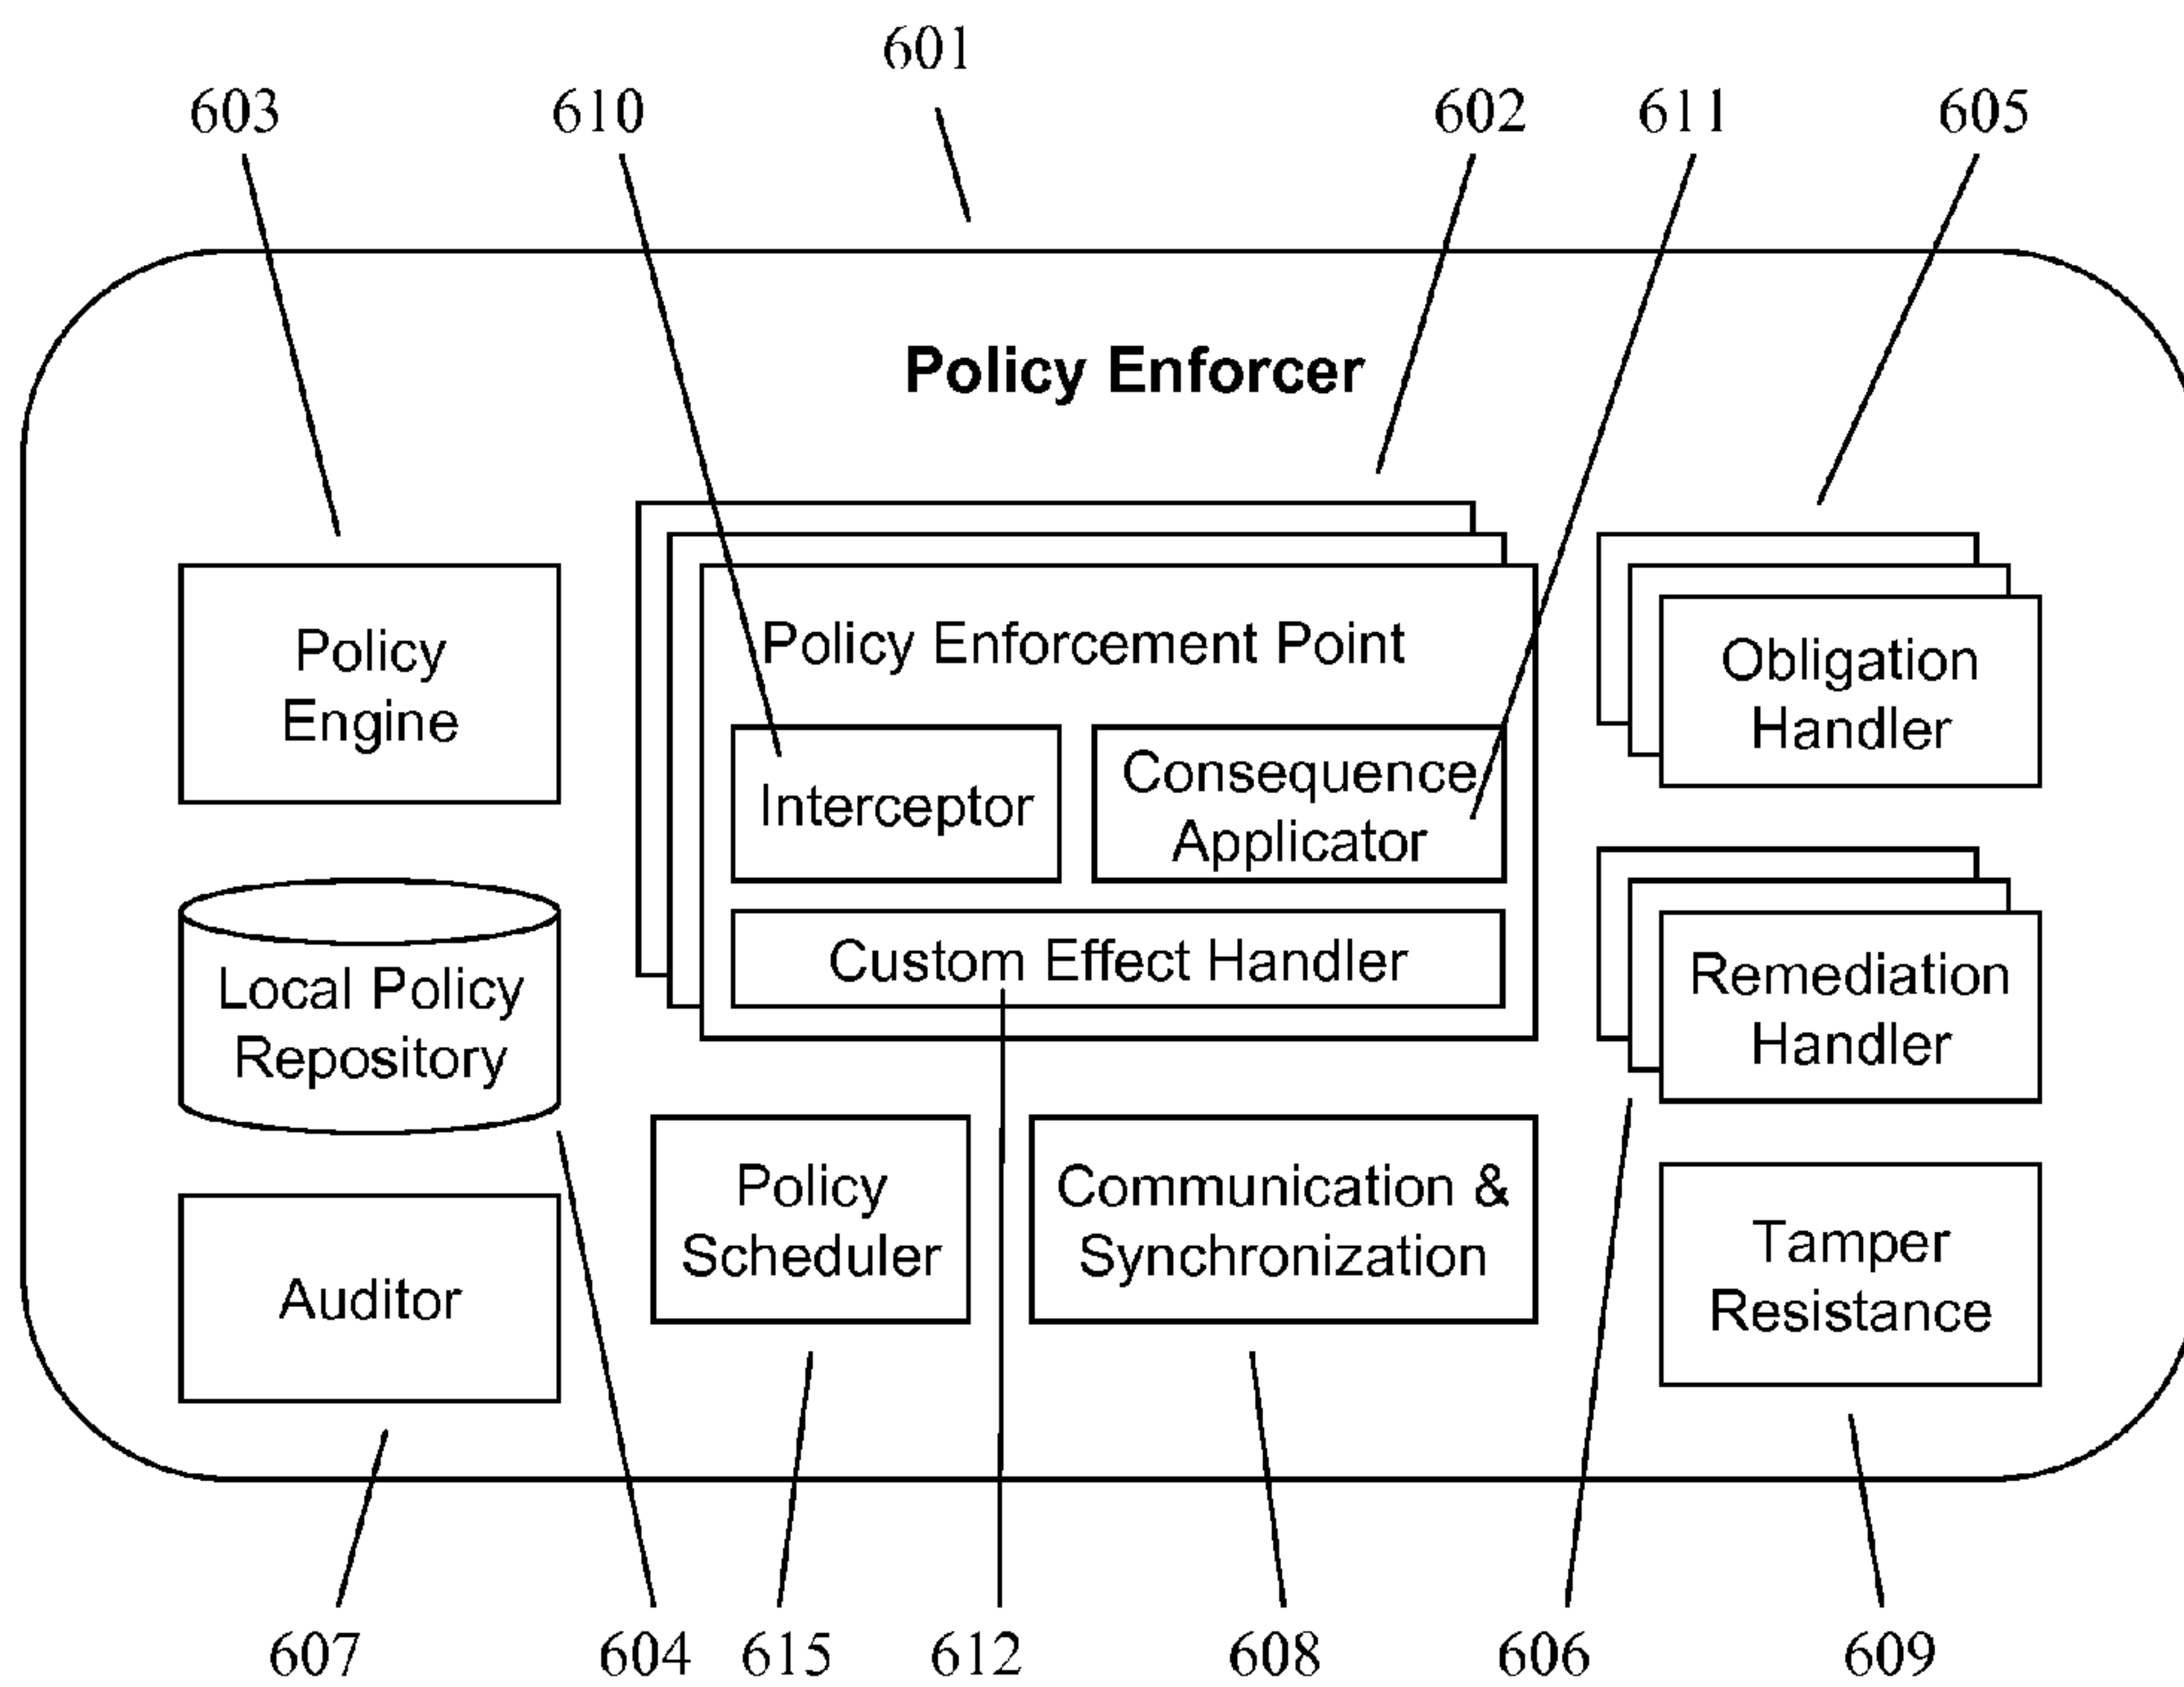 601
603
610
602
611
605
Policy Enforcer
Policy
Engine
Policy Enforcement Point
Interceptor
Consequence
Applicator
Custom Effect Handler
Obligation
Handler
Local Policy
Repository
Remediation
Handler
Auditor
Policy
Scheduler
Communication &
Synchronization
Tamper
Resistance
607
604
615
612
608
606
609